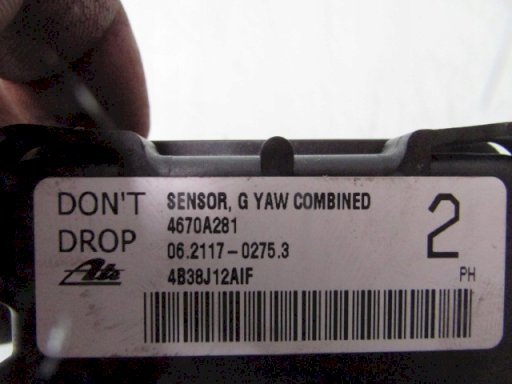 DON'T
DROP
Ate
SENSOR, G YAW COMBINED
4670A281
06.2117-0275.3
4B38J12AIF
2
PH